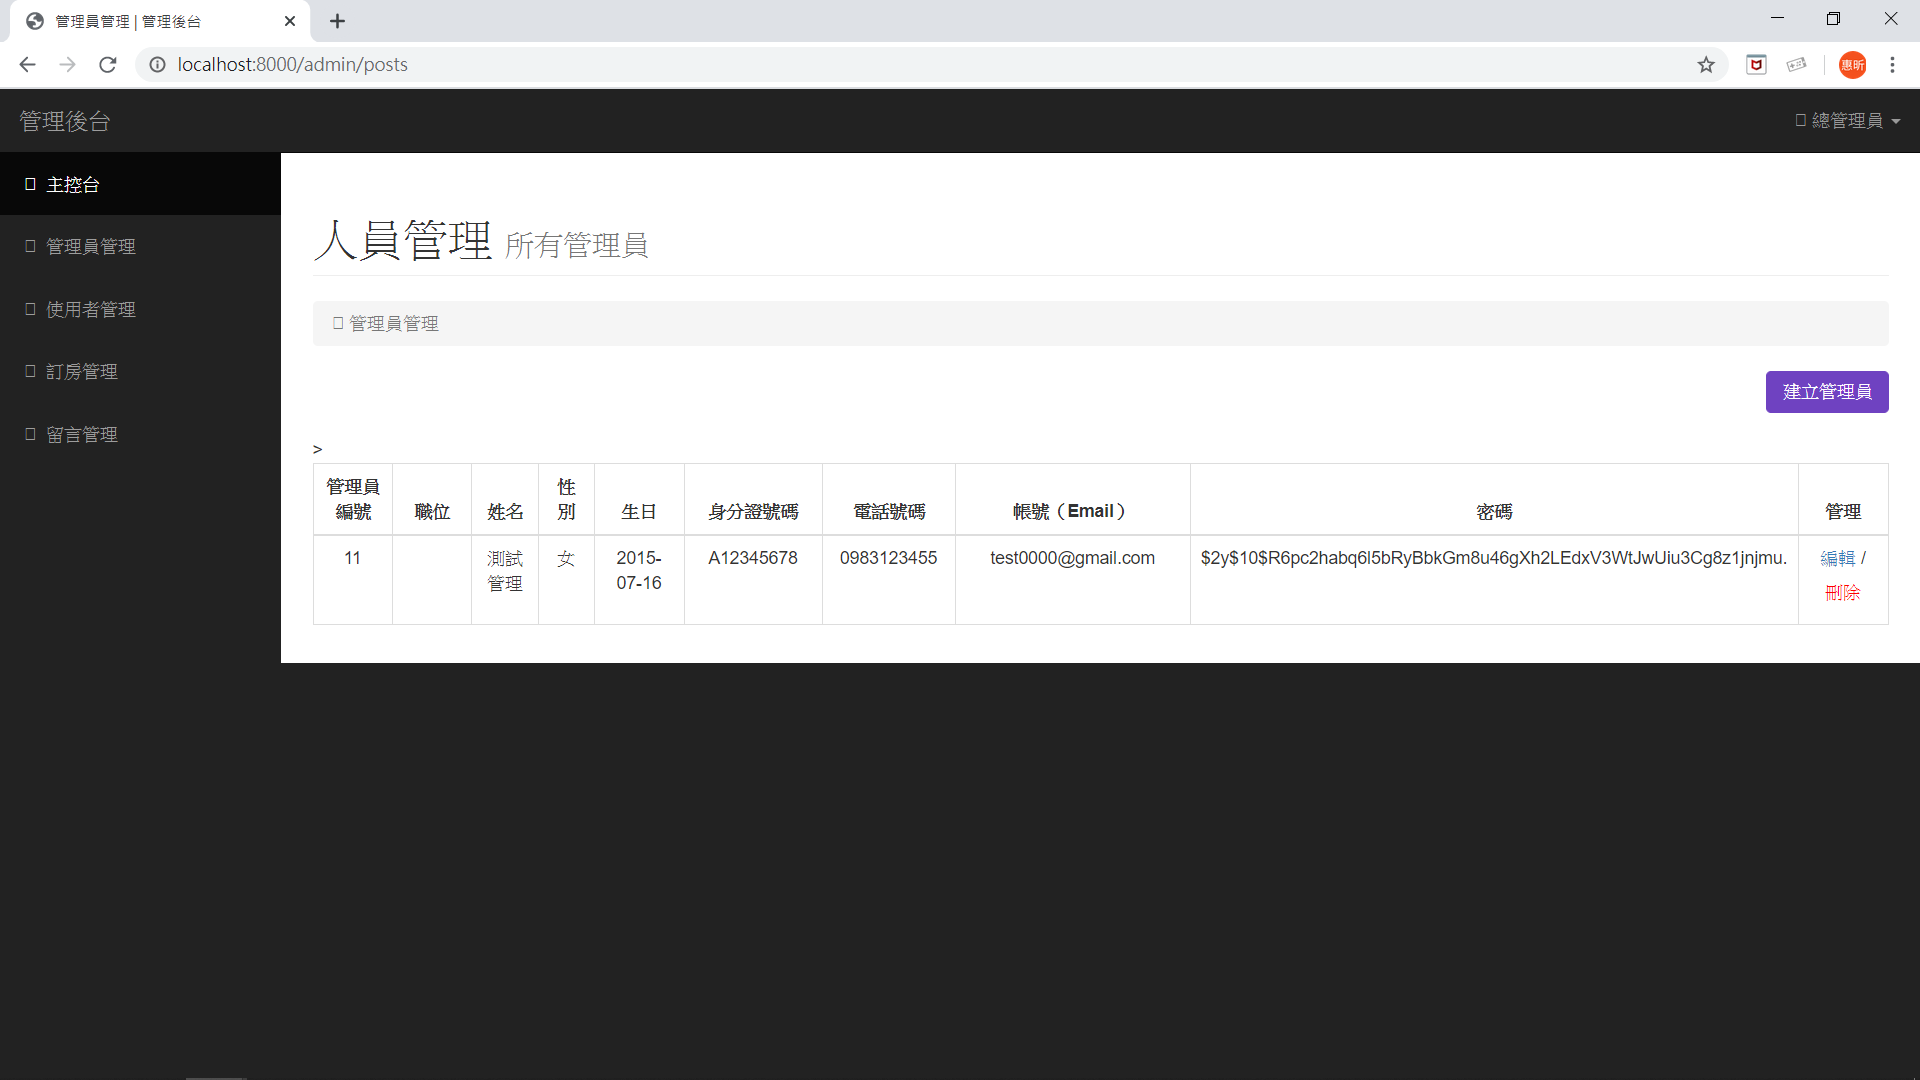 管理員管理 | 管理後台
localhost:8000/admin/posts
惠昕
管理後台
總管理員
主控台
管理員管理
使用者管理
訂房管理
留言管理
人員管理 所有管理員
管理員管理
建立管理員
>
管理員編號 職位 姓名 性別 生日 身分證號碼 電話號碼 帳號（Email） 密碼 管理
11 測試管理 女 2015-07-16 A12345678 0983123455 test0000@gmail.com $2y$10$R6pc2habq6l5bRyBbkGm8u46gXh2LEdxV3WtJwUiu3Cg8z1jnjmu. 編輯 / 刪除